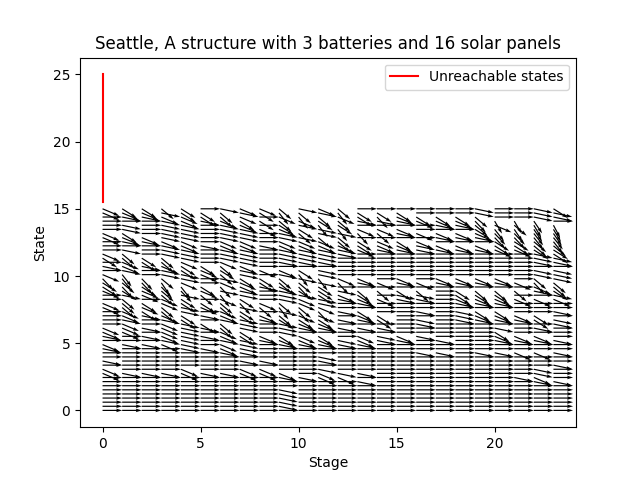 Seattle, A structure with 3 batteries and 16 solar panels
Unreachable states
25
20
15
10
5
0
State
0 5 10 15 20
Stage